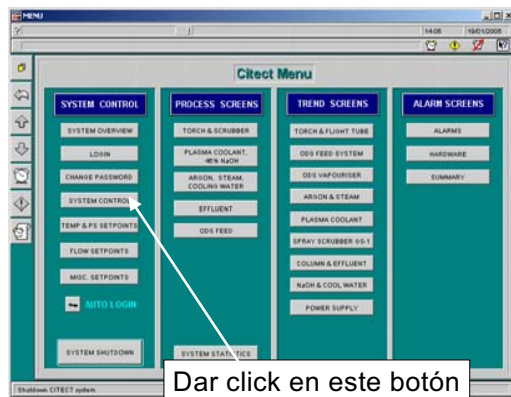 MENU
?
14:06 19/01/2005
Citect Menu
SYSTEM CONTROL
SYSTEM OVERVIEW
LOGIN
CHANGE PASSWORD
SYSTEM CONTROL
TEMP & PS SETPOINTS
FLOW SETPOINTS
MISC. SETPOINTS
AUTO LOGIN
SYSTEM SHUTDOWN
PROCESS SCREENS
TORCH & SCRUBBER
PLASMA COOLANT,
45% NaOH
ARGON, STEAM,
COOLING WATER
EFFLUENT
ODS FEED
SYSTEM STATISTICS
TREND SCREENS
TORCH & FLIGHT TUBE
ODS FEED SYSTEM
ODS VAPOURISER
ARGON & STEAM
PLASMA COOLANT
SPRAY SCRUBBER
COLUMN & EFFLUENT
NaOH & COOL WATER
POWER SUPPLY
ALARM SCREENS
ALARMS
HARDWARE
SUMMARY
Dar click en este botón
Shutdown CITECT system